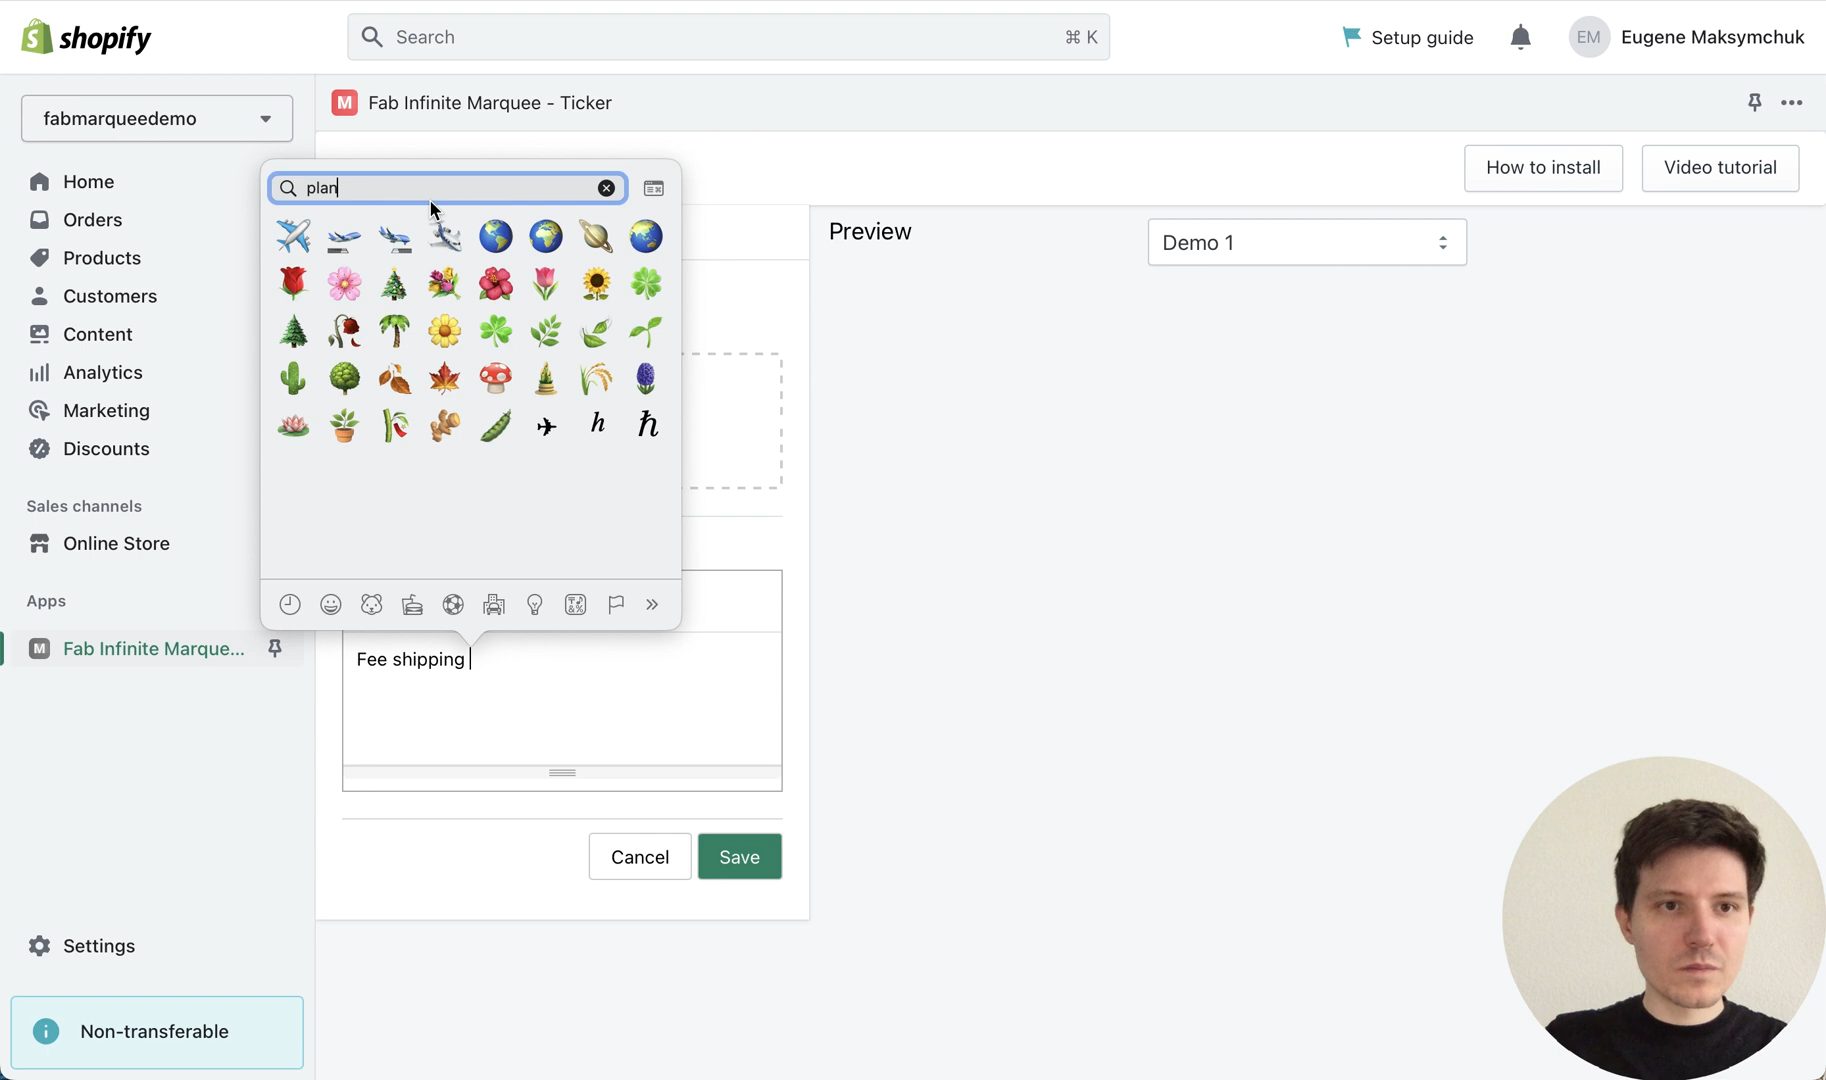 shopify
Search
⌘ K
Setup guide
EM
Eugene Maksymchuk
fabmarqueedemo
M
Fab Infinite Marquee - Ticker
How to install
Video tutorial
Home
Orders
Products
Customers
Content
Analytics
Marketing
Discounts
Sales channels
Online Store
Apps
M
Fab Infinite Marque...
Settings
Non-transferable
plan
✈ h ℏ
Fee shipping
Cancel
Save
Preview
Demo 1